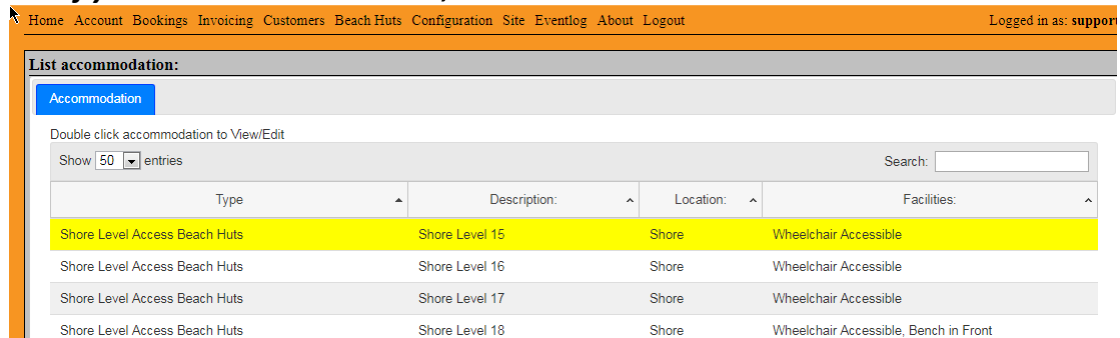 Home Account Bookings Invoicing Customers Beach Huts Configuration Site Eventlog About Logout Logged in as: support
List accommodation:
Accommodation
Double click accommodation to View/Edit
Show 50 entries Search:
Type Description: Location: Facilities:
Shore Level Access Beach Huts Shore Level 15 Shore Wheelchair Accessible
Shore Level Access Beach Huts Shore Level 16 Shore Wheelchair Accessible
Shore Level Access Beach Huts Shore Level 17 Shore Wheelchair Accessible
Shore Level Access Beach Huts Shore Level 18 Shore Wheelchair Accessible, Bench in Front